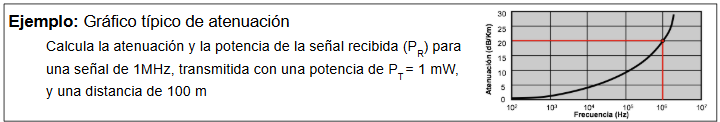 Ejemplo: Gráfico típico de atenuación
Calcula la atenuación y la potencia de la señal recibida (PR) para
una señal de 1MHz, transmitida con una potencia de PT = 1 mW,
y una distancia de 100 m
Atenuación (dB/Km)
30
25
20
15
10
5
0
10² 10³ 10⁴ 10⁵ 10⁶ 10⁷
Frecuencia (Hz)